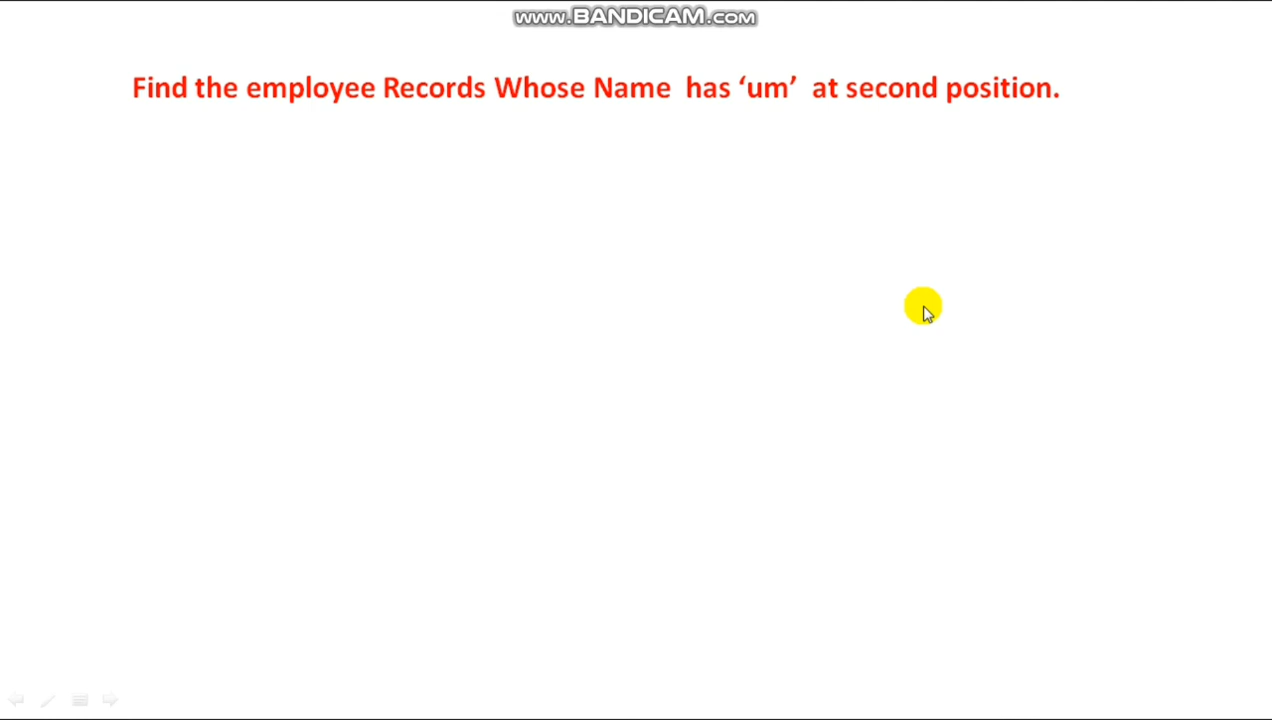 www.BANDICAM.com
Find the employee Records Whose Name has ‘um’ at second position.